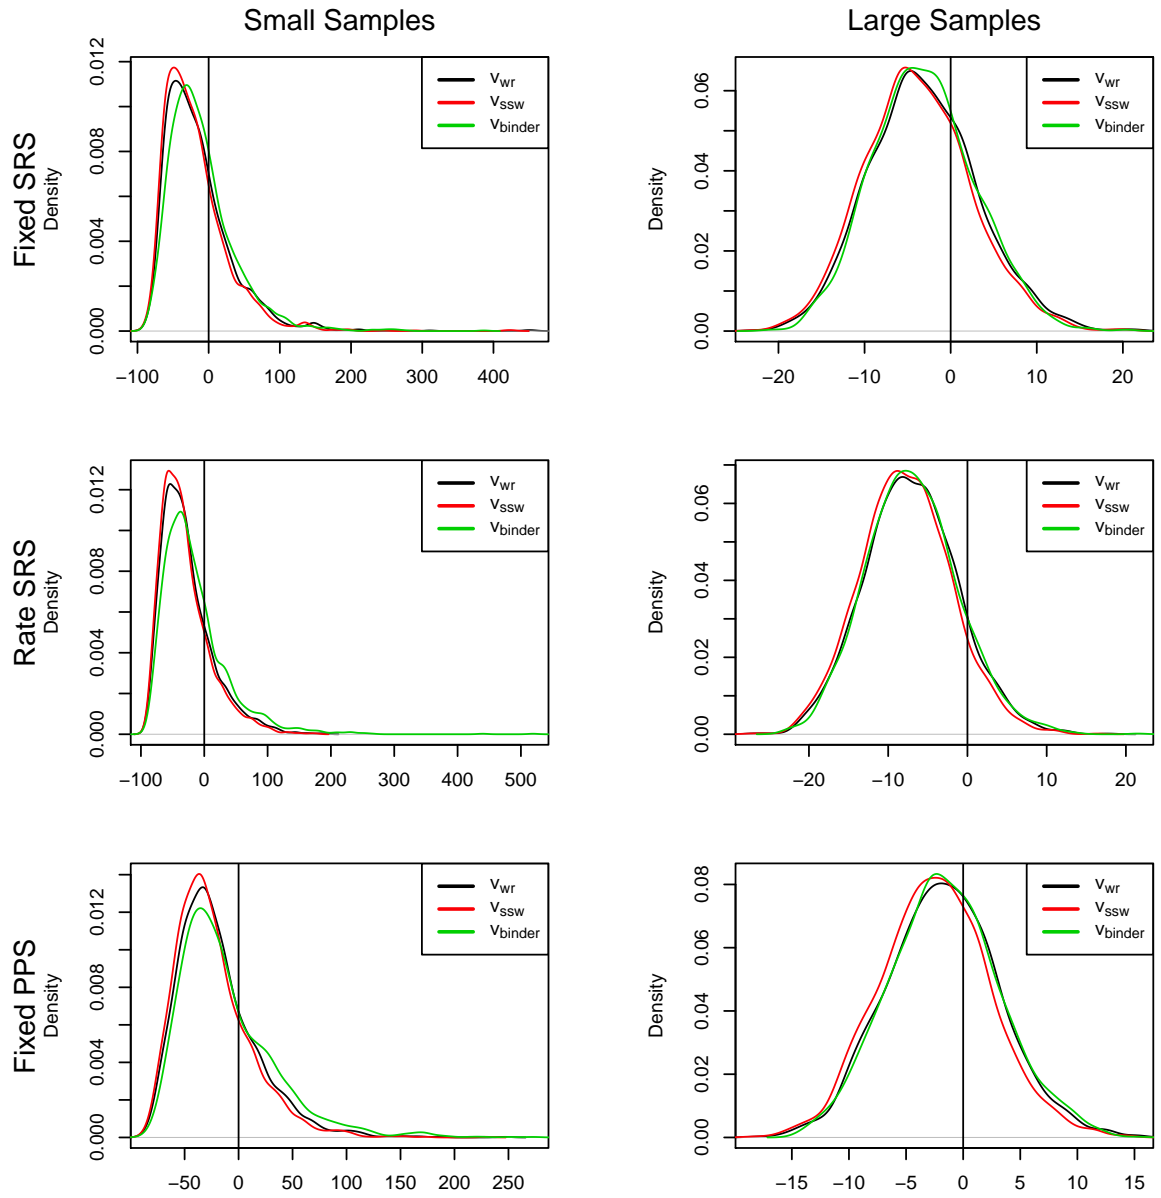 Small Samples
Large Samples
Fixed SRS
Density
0.000 0.004 0.008 0.012
−100 0 100 200 300 400
v_wr
v_ssw
v_binder
Density
0.00 0.02 0.04 0.06
−20 −10 0 10 20
v_wr
v_ssw
v_binder
Rate SRS
Density
0.000 0.004 0.008 0.012
−100 0 100 200 300 400 500
v_wr
v_ssw
v_binder
Density
0.00 0.02 0.04 0.06
−20 −10 0 10 20
v_wr
v_ssw
v_binder
Fixed PPS
Density
0.000 0.004 0.008 0.012
−50 0 50 100 150 200 250
v_wr
v_ssw
v_binder
Density
0.00 0.02 0.04 0.06 0.08
−15 −10 −5 0 5 10 15
v_wr
v_ssw
v_binder